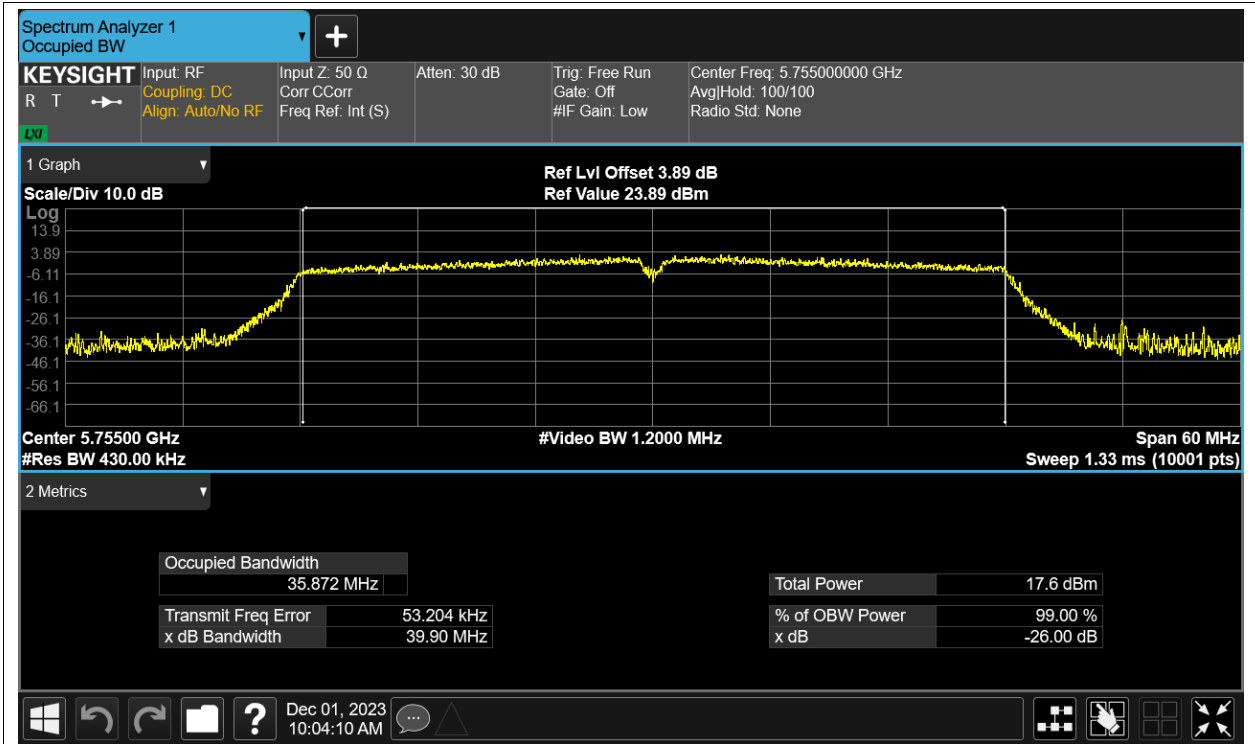 Spectrum Analyzer 1
Occupied BW
KEYSIGHT
R T
LXI
Input: RF
Coupling: DC
Align: Auto/No RF
Input Z: 50 Ω
Corr CCorr
Freq Ref: Int (S)
Atten: 30 dB
Trig: Free Run
Gate: Off
#IF Gain: Low
Center Freq: 5.755000000 GHz
Avg|Hold: 100/100
Radio Std: None
1 Graph
Scale/Div 10.0 dB
Ref Lvl Offset 3.89 dB
Ref Value 23.89 dBm
Log
13.9
3.89
-6.11
-16.1
-26.1
-36.1
-46.1
-56.1
-66.1
Center 5.75500 GHz
#Video BW 1.2000 MHz
Span 60 MHz
#Res BW 430.00 kHz
Sweep 1.33 ms (10001 pts)
2 Metrics
Occupied Bandwidth
35.872 MHz
Transmit Freq Error 53.204 kHz
x dB Bandwidth 39.90 MHz
Total Power 17.6 dBm
% of OBW Power 99.00 %
x dB -26.00 dB
?
Dec 01, 2023
10:04:10 AM